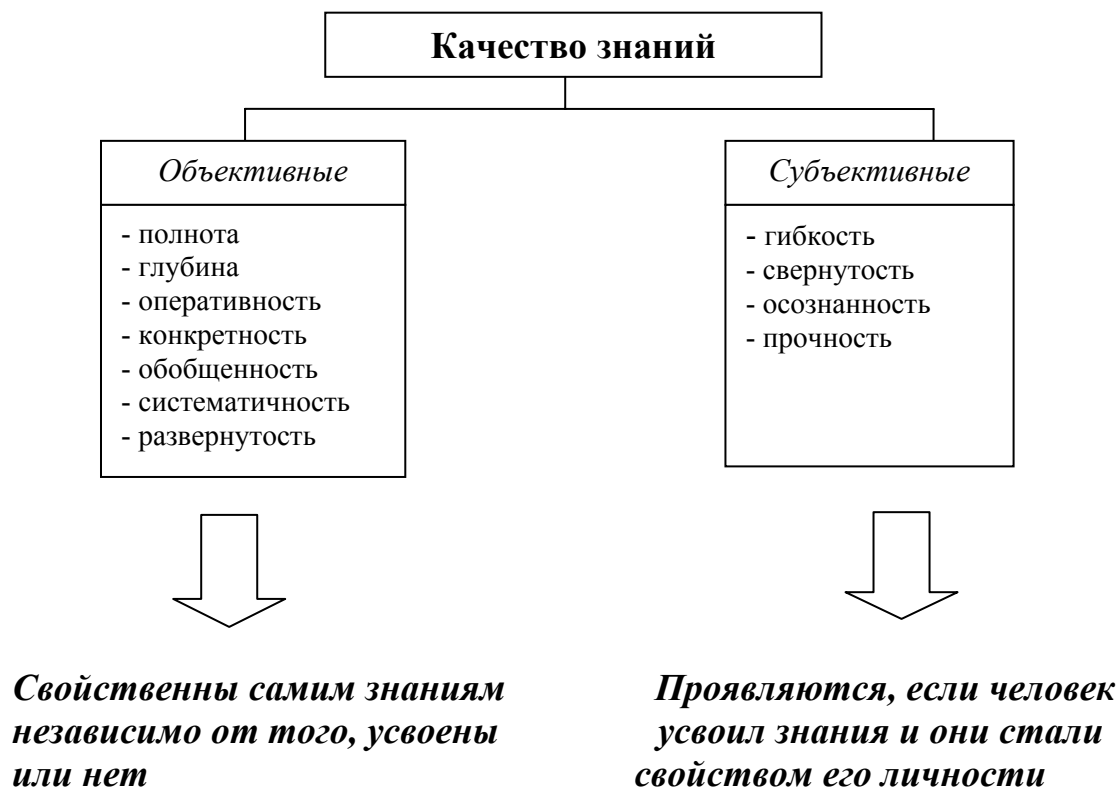 Качество знаний
Объективные
- полнота
- глубина
- оперативность
- конкретность
- обобщенность
- систематичность
- развернутость
Субъективные
- гибкость
- свернутость
- осознанность
- прочность
Свойственны самим знаниям
независимо от того, усвоены
или нет
Проявляются, если человек
усвоил знания и они стали
свойством его личности